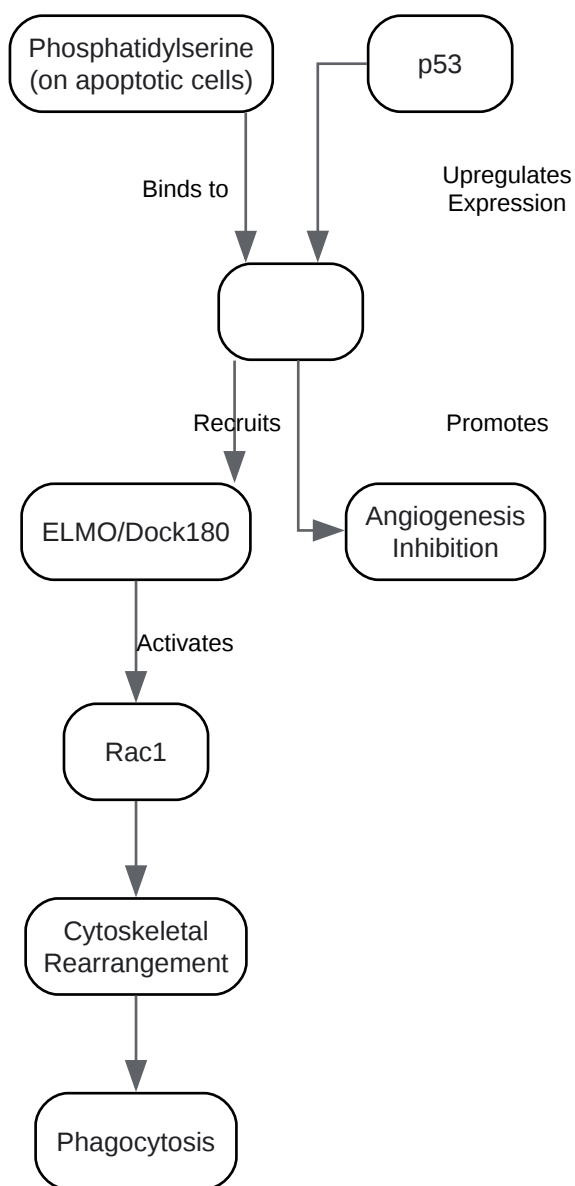 Phosphatidylserine
(on apoptotic cells)
p53
Binds to
Upregulates
Expression
Recruits
Promotes
ELMO/Dock180
Angiogenesis
Inhibition
Activates
Rac1
Cytoskeletal
Rearrangement
Phagocytosis